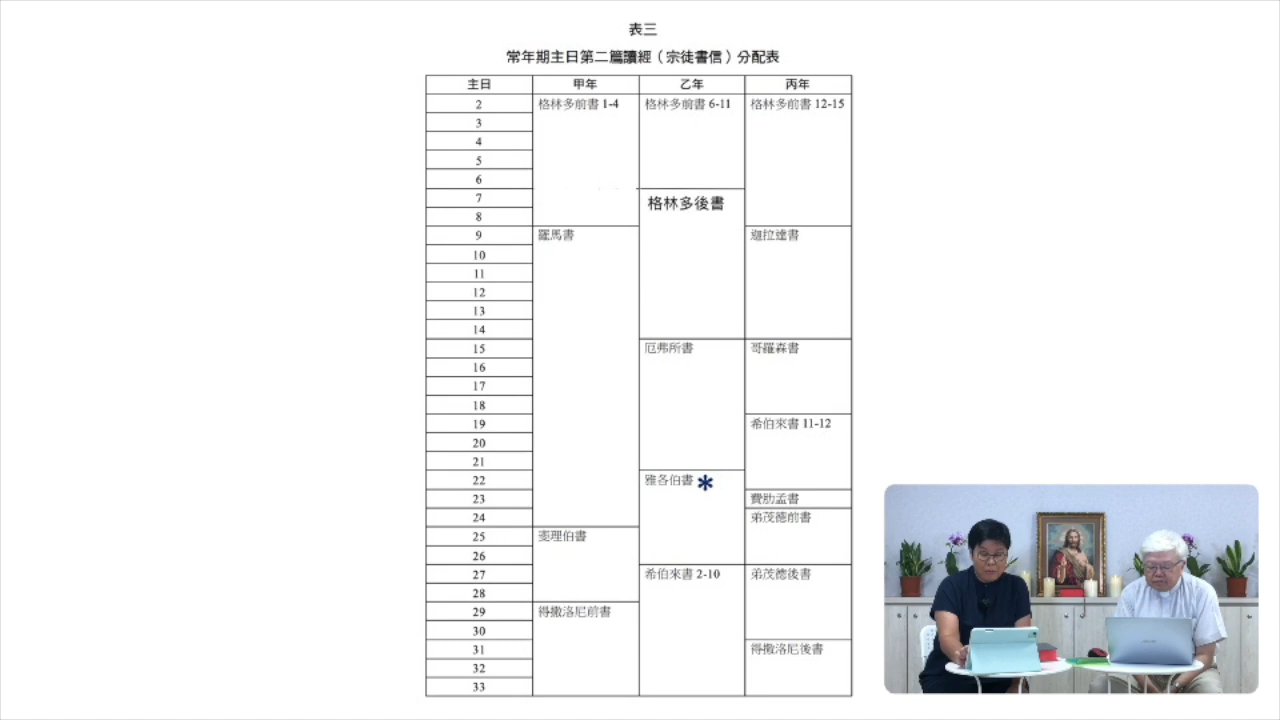 表三
常年期主日第二篇讀經（宗徒書信）分配表
主日 甲年 乙年 丙年
2 格林多前書 1-4 格林多前書 6-11 格林多前書 12-15
3
4
5
6
7 格林多後書
8
9 羅馬書 迦拉達書
10
11
12
13
14
15 厄弗所書 哥羅森書
16
17
18
19 希伯來書 11-12
20
21
22 雅各伯書 *
23 費肋孟書
24 弟茂德前書
25 斐理伯書
26
27 希伯來書 2-10 弟茂德後書
28
29 得撒洛尼前書
30
31 得撒洛尼後書
32
33